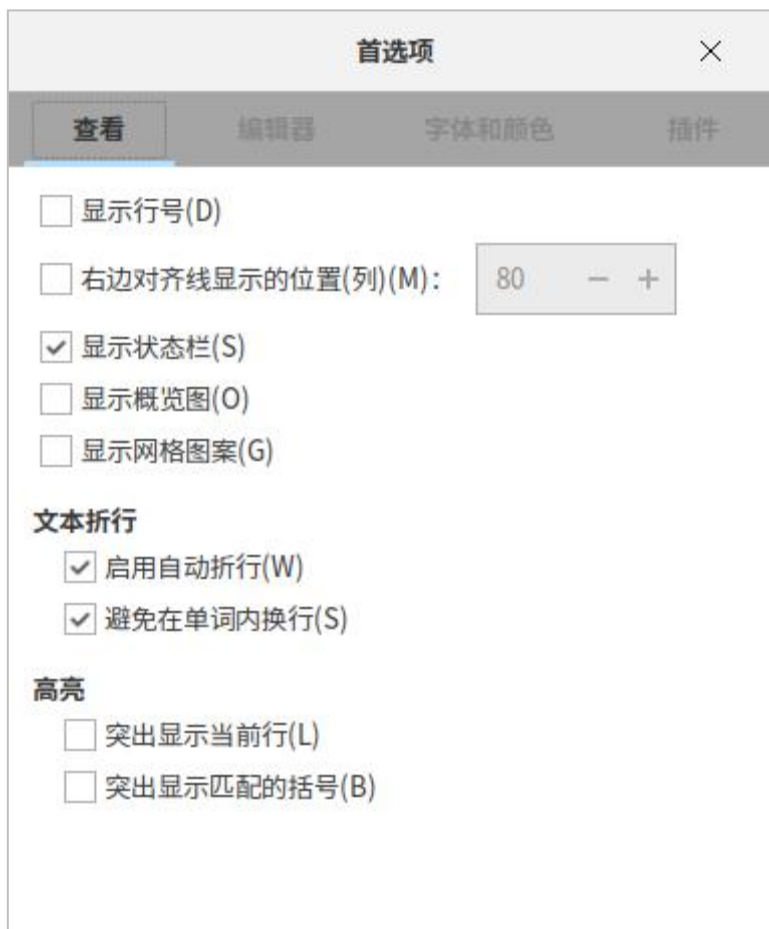 首选项
查看 编辑器 字体和颜色 插件
显示行号(D)
右边对齐线显示的位置(列)(M): 80
显示状态栏(S)
显示概览图(O)
显示网格图案(G)
文本折行
启用自动折行(W)
避免在单词内换行(S)
高亮
突出显示当前行(L)
突出显示匹配的括号(B)